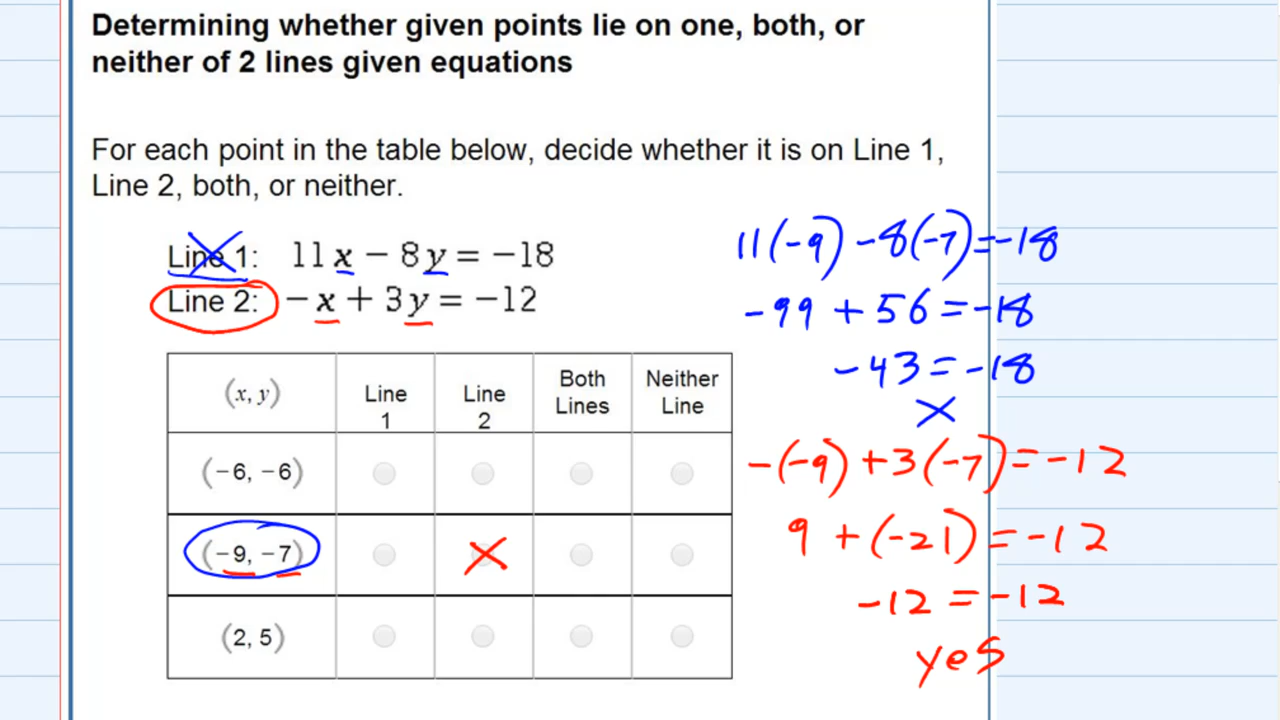 Determining whether given points lie on one, both, or
neither of 2 lines given equations
For each point in the table below, decide whether it is on Line 1,
Line 2, both, or neither.
Line 1: 11x − 8y = −18
Line 2: −x + 3y = −12
(x, y) Line 1 Line 2 Both Lines Neither Line
(−6, −6)
(−9, −7) X
(2, 5)
11(-9) -8(-7) = -18
-99 + 56 = -18
-43 = -18
X
-(-9) + 3(-7) = -12
9 + (-21) = -12
-12 = -12
yes